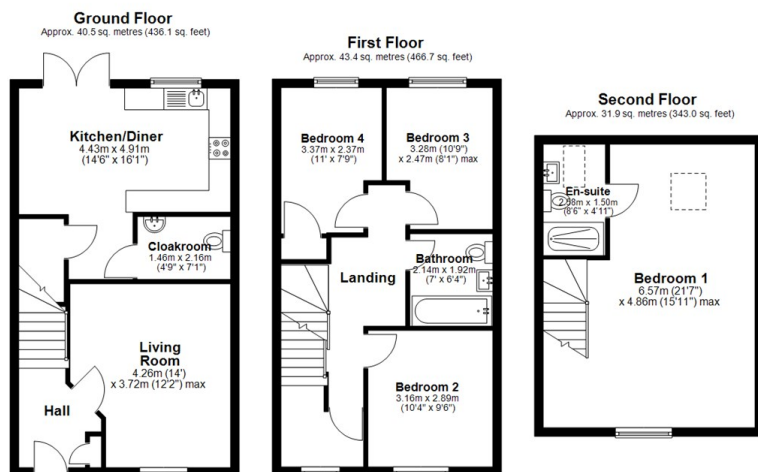 Ground Floor
Approx. 40.5 sq. metres (436.1 sq. feet)
Kitchen/Diner
4.43m x 4.91m
(14'6" x 16'1")
Cloakroom
1.46m x 2.16m
(4'9" x 7'1")
Living
Room
4.26m (14')
x 3.72m (12'2") max
Hall
First Floor
Approx. 43.4 sq. metres (466.7 sq. feet)
Bedroom 4
3.37m x 2.37m
(11' x 7'9")
Bedroom 3
3.28m (10'9")
x 2.47m (8'1") max
Landing
Bathroom
2.14m x 1.92m
(7' x 6'4")
Bedroom 2
3.16m x 2.89m
(10'4" x 9'6")
Second Floor
Approx. 31.9 sq. metres (343.0 sq. feet)
En-suite
2.58m x 1.50m
(8'6" x 4'11")
Bedroom 1
6.57m (21'7")
x 4.86m (15'11") max